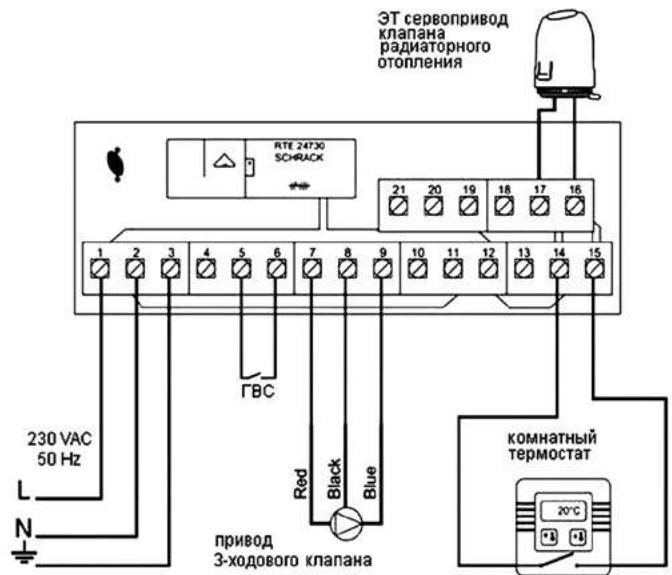 ЭТ сервопривод
клапана
радиаторного
отопления
RTE 24730
SCHRACK
21 20 19 18 17 16
1 2 3 4 5 6 7 8 9 10 11 12 13 14 15
ГВС
230 VAC
50 Hz
L
N
Red
Black
Blue
привод
3-ходового клапана
комнатный
термостат
20°C